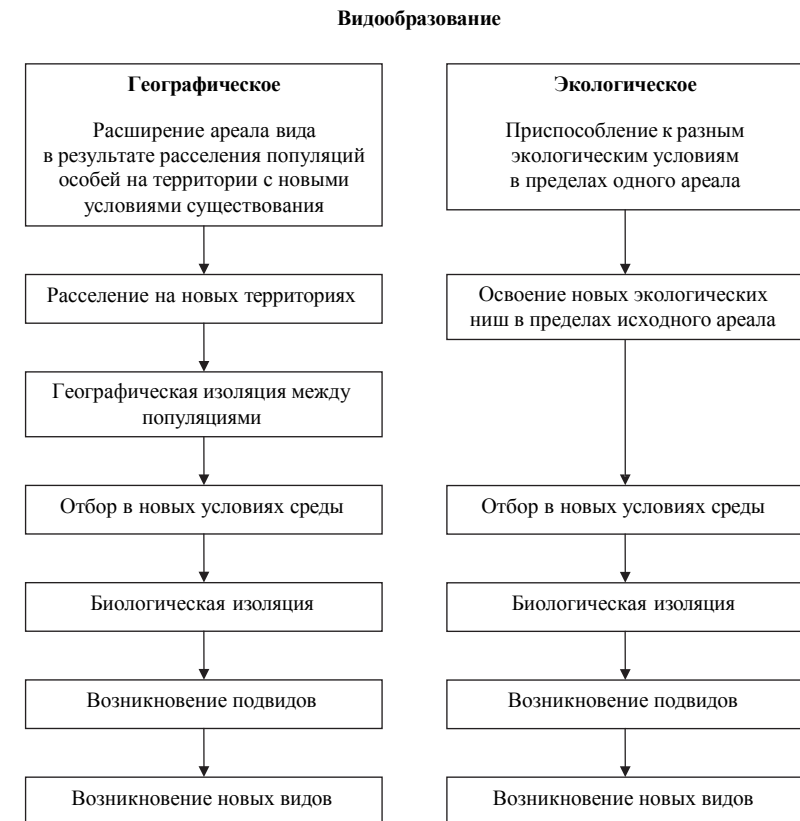 Видообразование
Географическое
Расширение ареала вида
в результате расселения популяций
особей на территории с новыми
условиями существования
Расселение на новых территориях
Географическая изоляция между
популяциями
Отбор в новых условиях среды
Биологическая изоляция
Возникновение подвидов
Возникновение новых видов
Экологическое
Приспособление к разным
экологическим условиям
в пределах одного ареала
Освоение новых экологических
ниш в пределах исходного ареала
Отбор в новых условиях среды
Биологическая изоляция
Возникновение подвидов
Возникновение новых видов